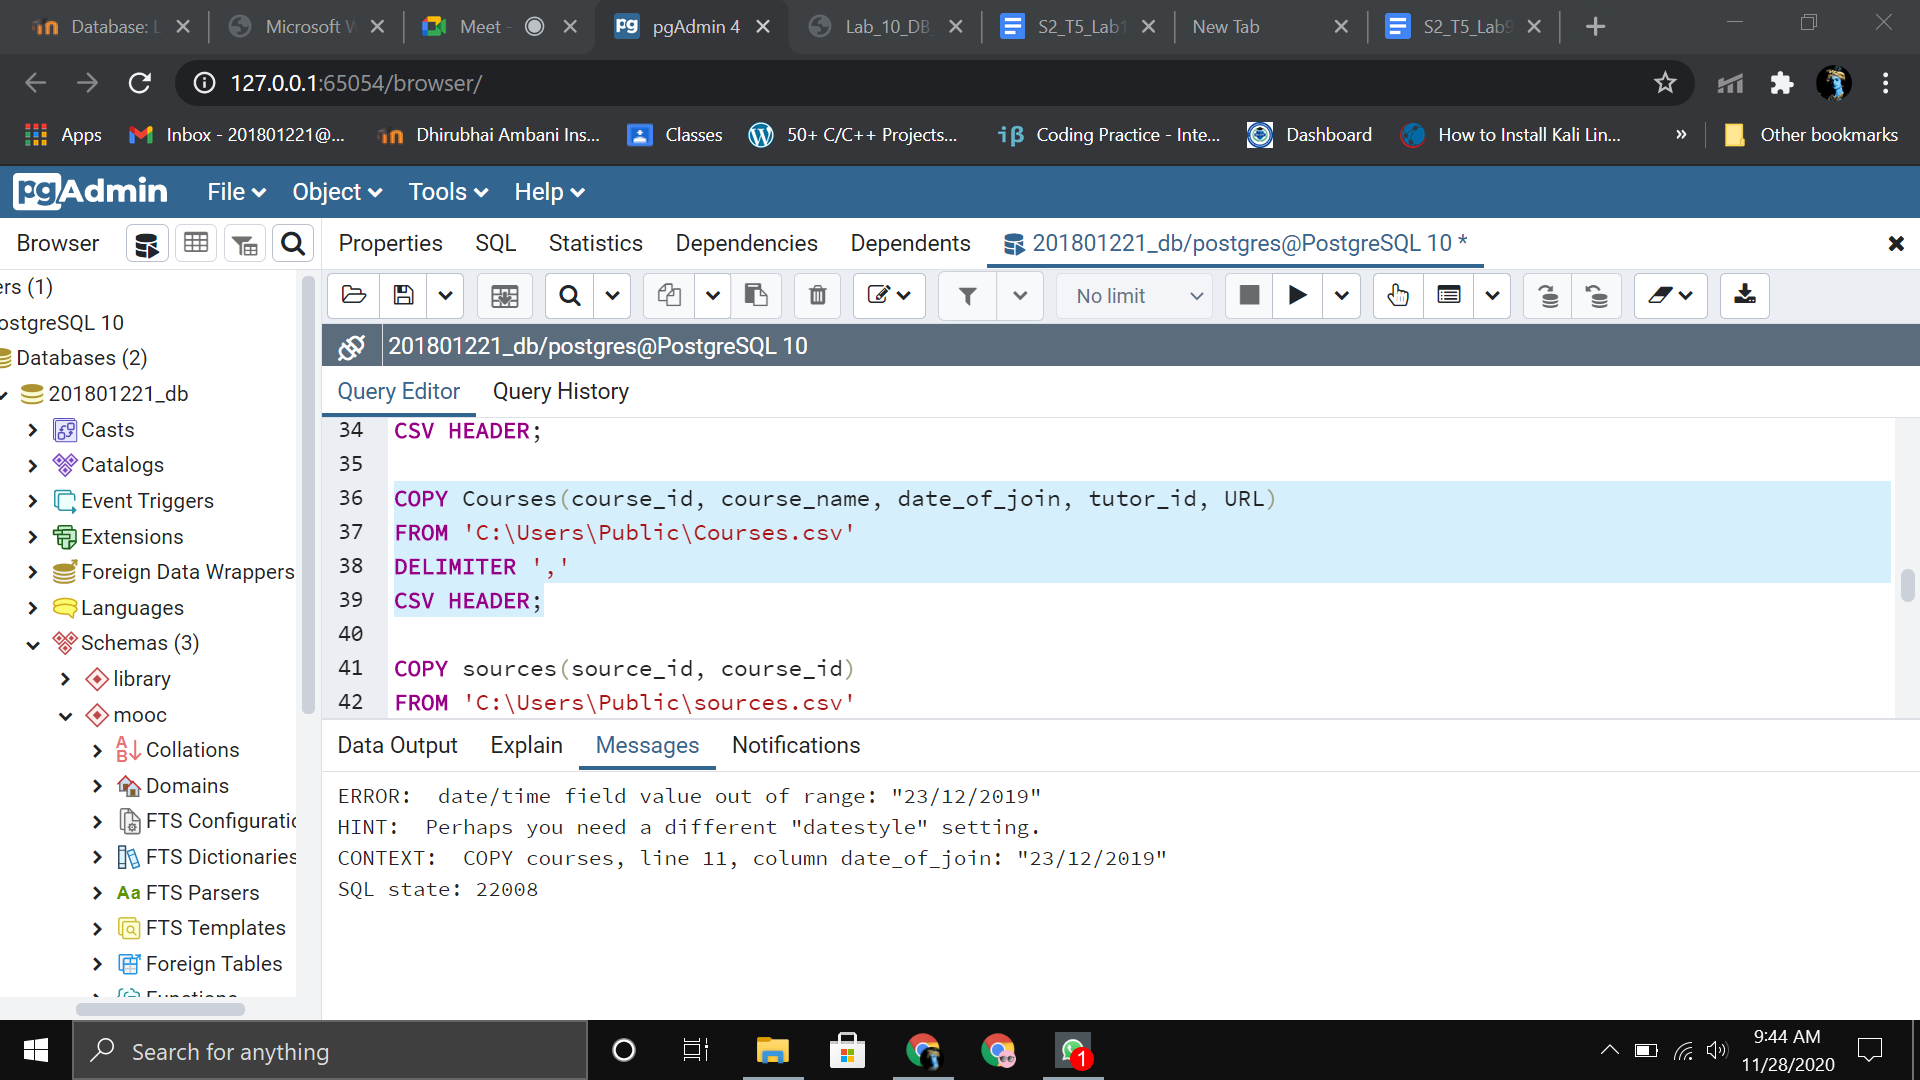 Database: L
Microsoft W
Meet -
pgAdmin 4
Lab_10_DB
S2_T5_Lab1
New Tab
S2_T5_Lab9
127.0.0.1:65054/browser/
Apps
Inbox - 201801221@...
Dhirubhai Ambani Ins...
Classes
50+ C/C++ Projects...
Coding Practice - Inte...
Dashboard
How to Install Kali Lin...
»
Other bookmarks
pgAdmin
File
Object
Tools
Help
Browser
Properties
SQL
Statistics
Dependencies
Dependents
201801221_db/postgres@PostgreSQL 10 *
No limit
201801221_db/postgres@PostgreSQL 10
Query Editor
Query History
ers (1)
ostgreSQL 10
Databases (2)
201801221_db
Casts
Catalogs
Event Triggers
Extensions
Foreign Data Wrappers
Languages
Schemas (3)
library
mooc
Collations
Domains
FTS Configuratio
FTS Dictionaries
FTS Parsers
FTS Templates
Foreign Tables
Functions
34 CSV HEADER;
35
36 COPY Courses(course_id, course_name, date_of_join, tutor_id, URL)
37 FROM 'C:\Users\Public\Courses.csv'
38 DELIMITER ','
39 CSV HEADER;
40
41 COPY sources(source_id, course_id)
42 FROM 'C:\Users\Public\sources.csv'
Data Output
Explain
Messages
Notifications
ERROR:  date/time field value out of range: "23/12/2019"
HINT:  Perhaps you need a different "datestyle" setting.
CONTEXT:  COPY courses, line 11, column date_of_join: "23/12/2019"
SQL state: 22008
Search for anything
1
9:44 AM
11/28/2020